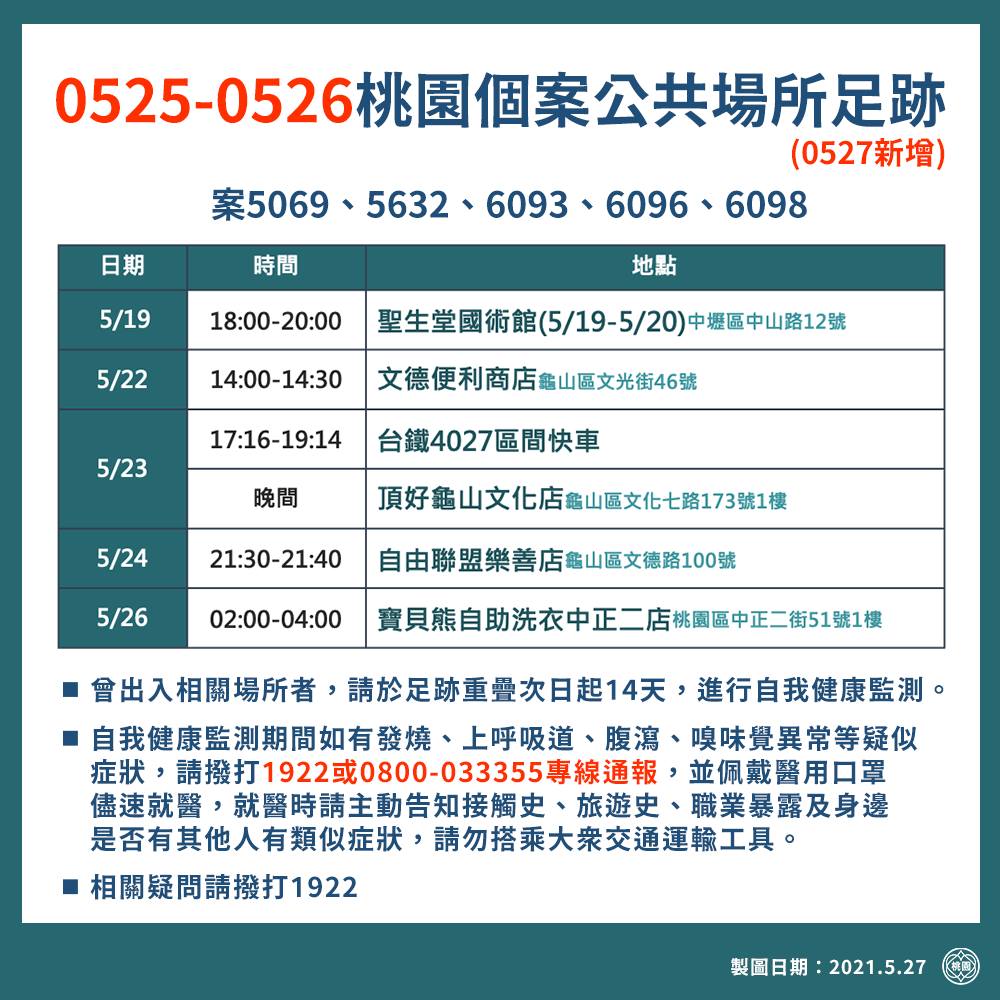 0525-0526桃園個案公共場所足跡
(0527新增)
案5069、5632、6093、6096、6098
日期 時間 地點
5/19 18:00-20:00 聖生堂國術館(5/19-5/20)中壢區中山路12號
5/22 14:00-14:30 文德便利商店龜山區文光街46號
5/23 17:16-19:14 台鐵4027區間快車
晚間 頂好龜山文化店龜山區文化七路173號1樓
5/24 21:30-21:40 自由聯盟樂善店龜山區文德路100號
5/26 02:00-04:00 寶貝熊自助洗衣中正二店桃園區中正二街51號1樓
■ 曾出入相關場所者，請於足跡重疊次日起14天，進行自我健康監測。
■ 自我健康監測期間如有發燒、上呼吸道、腹瀉、嗅味覺異常等疑似
症狀，請撥打1922或0800-033355專線通報，並佩戴醫用口罩
儘速就醫，就醫時請主動告知接觸史、旅遊史、職業暴露及身邊
是否有其他人有類似症狀，請勿搭乘大眾交通運輸工具。
■ 相關疑問請撥打1922
製圖日期：2021.5.27 桃園